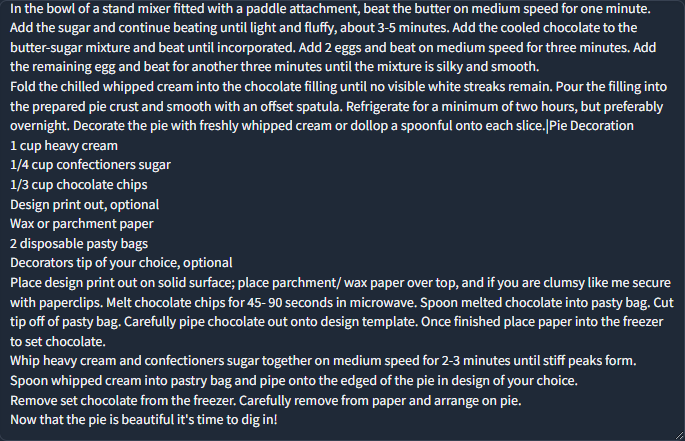 In the bowl of a stand mixer fitted with a paddle attachment, beat the butter on medium speed for one minute.
Add the sugar and continue beating until light and fluffy, about 3-5 minutes. Add the cooled chocolate to the
butter-sugar mixture and beat until incorporated. Add 2 eggs and beat on medium speed for three minutes. Add
the remaining egg and beat for another three minutes until the mixture is silky and smooth.
Fold the chilled whipped cream into the chocolate filling until no visible white streaks remain. Pour the filling into
the prepared pie crust and smooth with an offset spatula. Refrigerate for a minimum of two hours, but preferably
overnight. Decorate the pie with freshly whipped cream or dollop a spoonful onto each slice.|Pie Decoration
1 cup heavy cream
1/4 cup confectioners sugar
1/3 cup chocolate chips
Design print out, optional
Wax or parchment paper
2 disposable pasty bags
Decorators tip of your choice, optional
Place design print out on solid surface; place parchment/ wax paper over top, and if you are clumsy like me secure
with paperclips. Melt chocolate chips for 45- 90 seconds in microwave. Spoon melted chocolate into pasty bag. Cut
tip off of pasty bag. Carefully pipe chocolate out onto design template. Once finished place paper into the freezer
to set chocolate.
Whip heavy cream and confectioners sugar together on medium speed for 2-3 minutes until stiff peaks form.
Spoon whipped cream into pastry bag and pipe onto the edged of the pie in design of your choice.
Remove set chocolate from the freezer. Carefully remove from paper and arrange on pie.
Now that the pie is beautiful it's time to dig in!